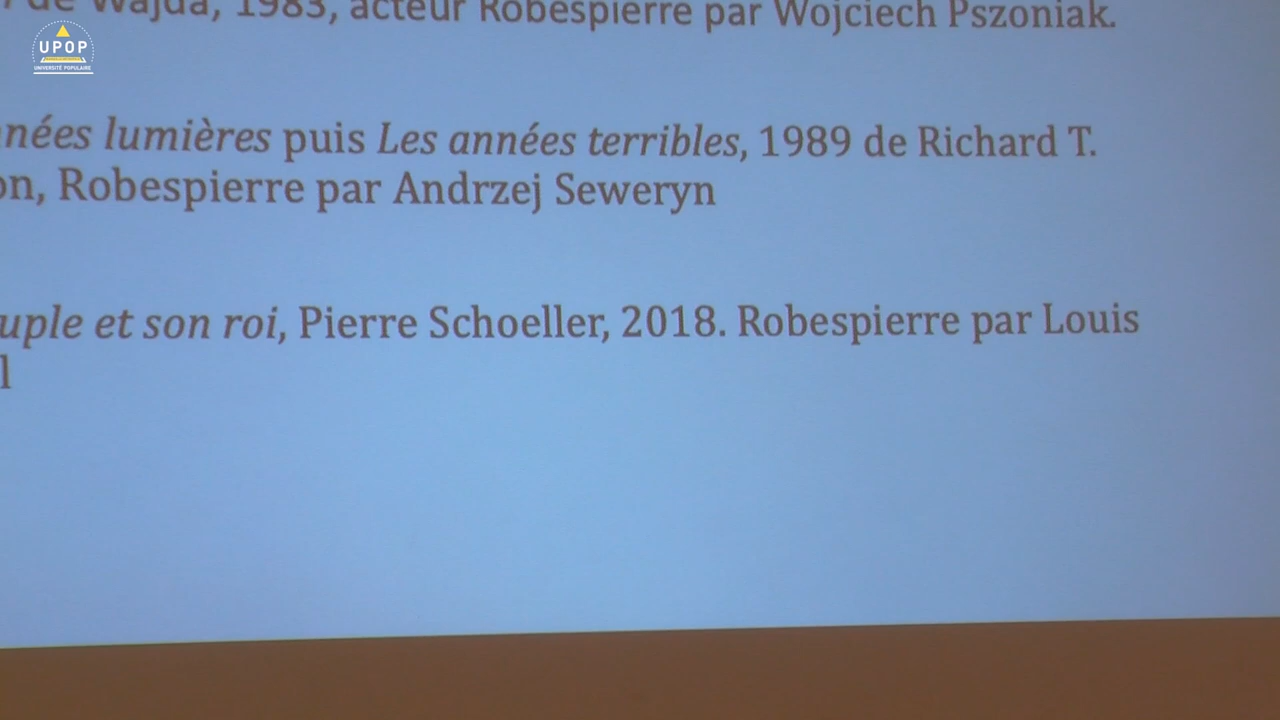 UPOP
UNIVERSITÉ POPULAIRE
de Wajda, 1983, acteur Robespierre par Wojciech Pszoniak.
nées lumières puis Les années terribles, 1989 de Richard T.
on, Robespierre par Andrzej Seweryn
uple et son roi, Pierre Schoeller, 2018. Robespierre par Louis
l